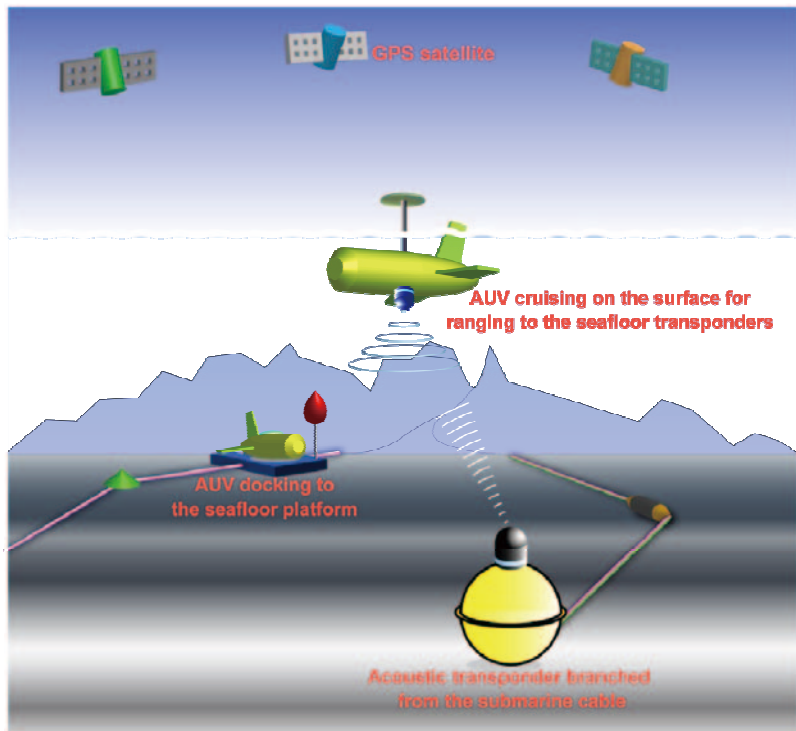 GPS satellite
AUV cruising on the surface for
ranging to the seafloor transponders
AUV docking to
the seafloor platform
Acoustic transponder branched
from the submarine cable